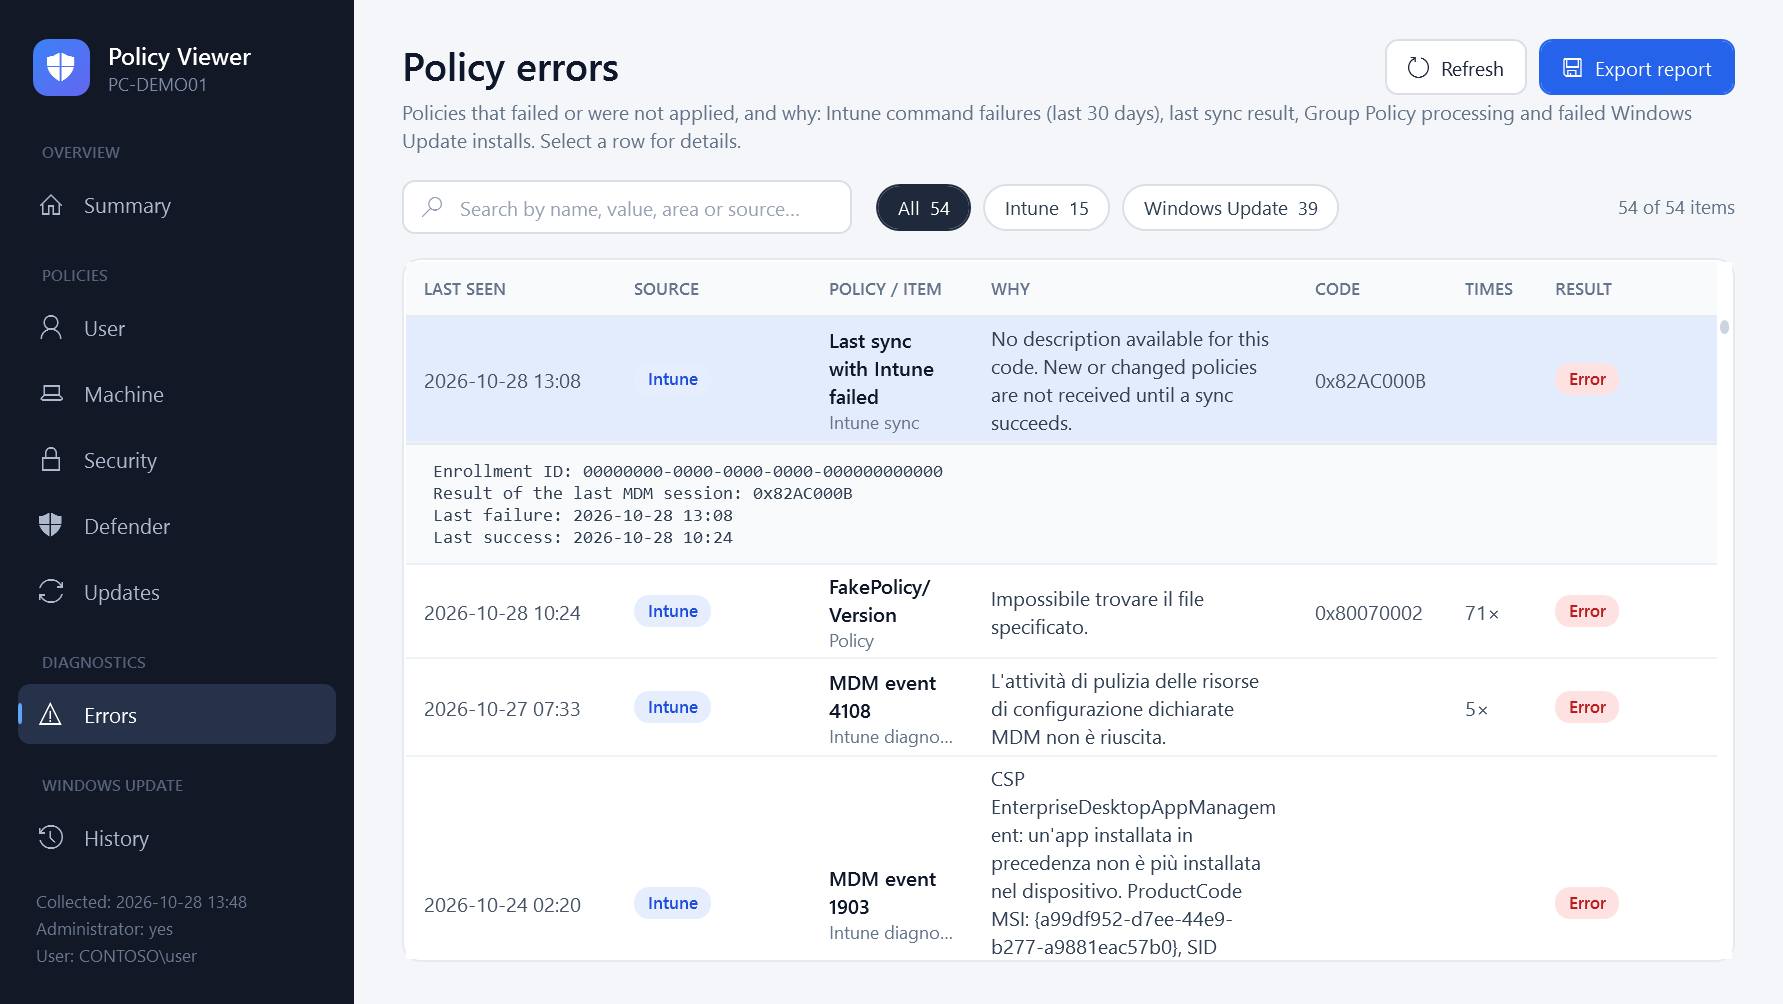 Policy Viewer
PC-DEMO01
OVERVIEW
Summary
POLICIES
User
Machine
Security
Defender
Updates
DIAGNOSTICS
Errors
WINDOWS UPDATE
History
Collected: 2026-10-28 13:48
Administrator: yes
User: CONTOSO\user
Policy errors
Refresh
Export report
Policies that failed or were not applied, and why: Intune command failures (last 30 days), last sync result, Group Policy processing and failed Windows
Update installs. Select a row for details.
Search by name, value, area or source...
All 54
Intune 15
Windows Update 39
54 of 54 items
LAST SEEN SOURCE POLICY / ITEM WHY CODE TIMES RESULT
2026-10-28 13:08
Intune
Last sync
with Intune
failed
Intune sync
No description available for this
code. New or changed policies
are not received until a sync
succeeds.
0x82AC000B
Error
Enrollment ID: 00000000-0000-0000-0000-000000000000
Result of the last MDM session: 0x82AC000B
Last failure: 2026-10-28 13:08
Last success: 2026-10-28 10:24
2026-10-28 10:24
Intune
FakePolicy/
Version
Policy
Impossibile trovare il file
specificato.
0x80070002
71×
Error
2026-10-27 07:33
Intune
MDM event
4108
Intune diagno...
L'attività di pulizia delle risorse
di configurazione dichiarate
MDM non è riuscita.
5×
Error
2026-10-24 02:20
Intune
MDM event
1903
Intune diagno...
CSP
EnterpriseDesktopAppManagem
ent: un'app installata in
precedenza non è più installata
nel dispositivo. ProductCode
MSI: {a99df952-d7ee-44e9-
b277-a9881eac57b0}, SID
Error